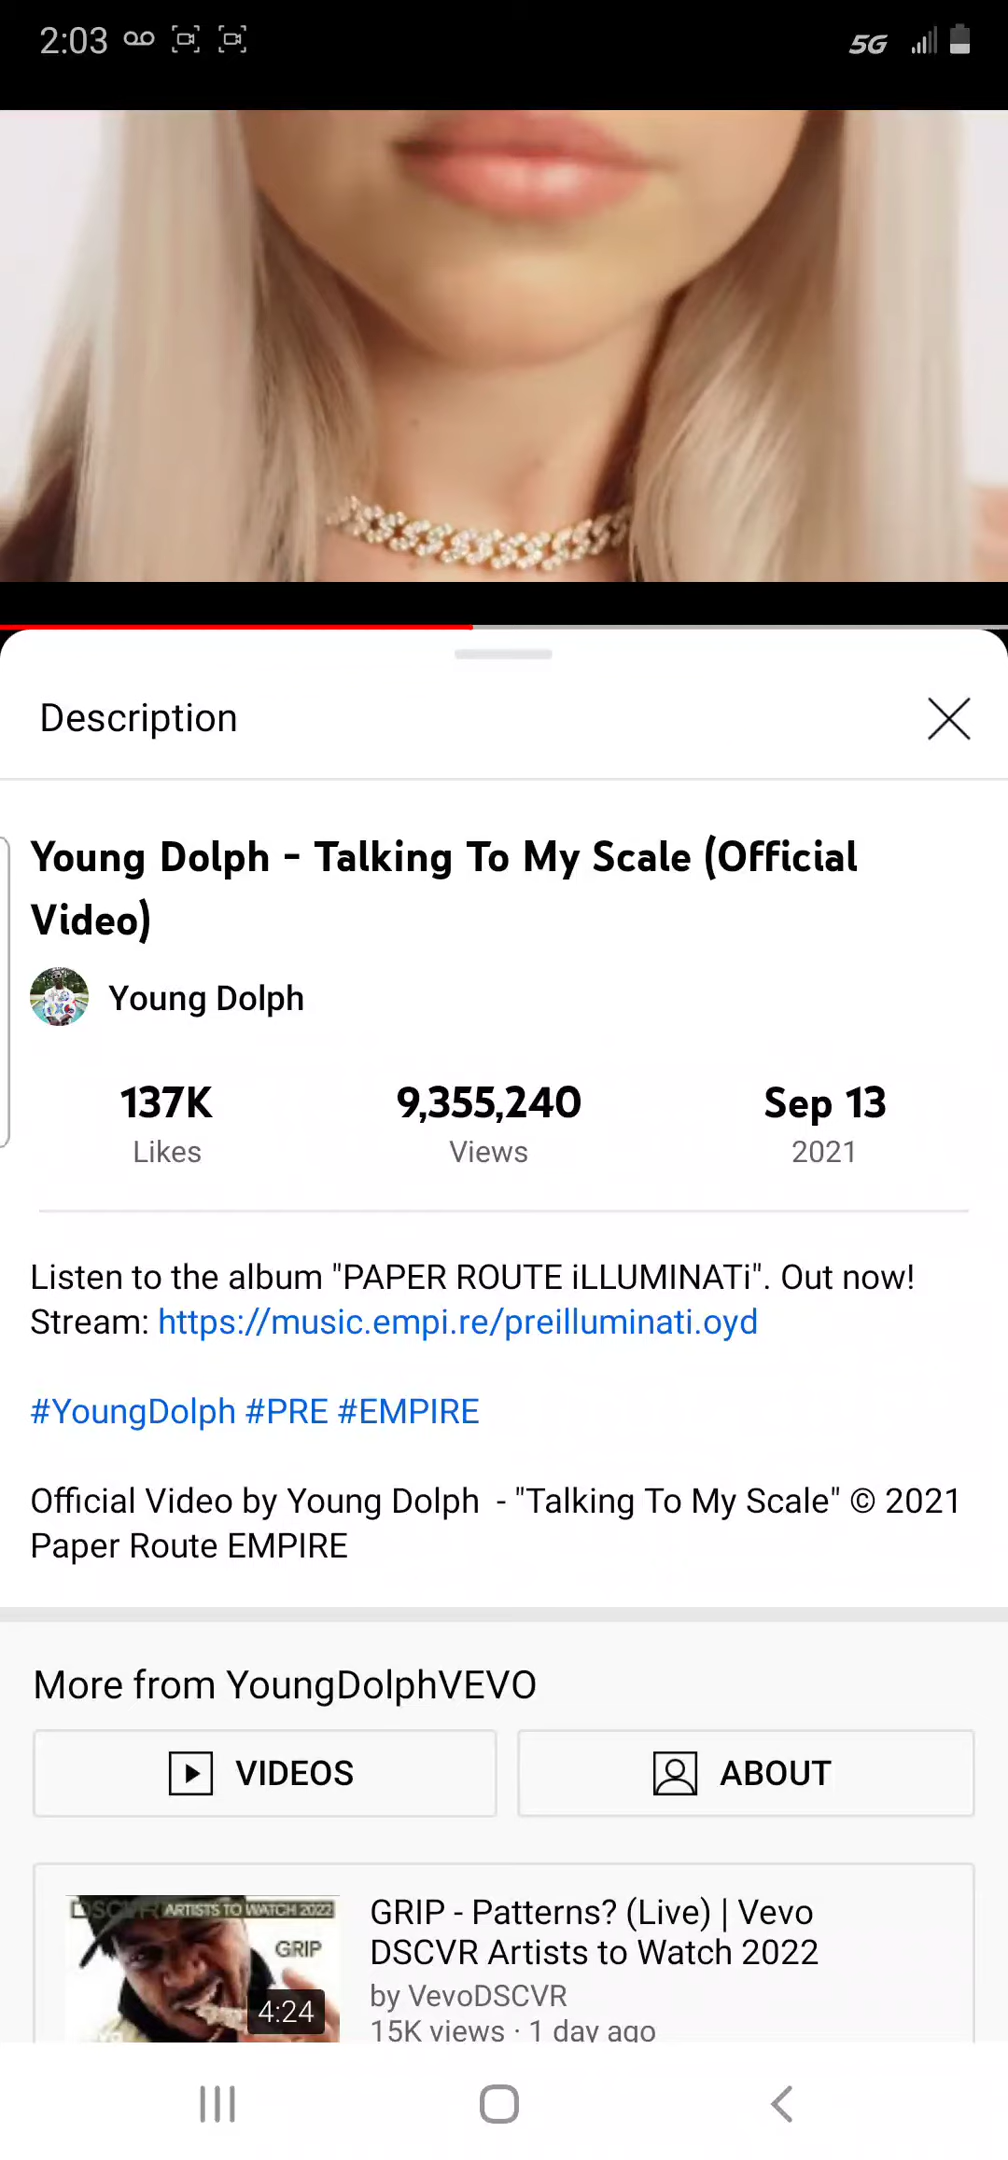 2:03
5G
Description
Young Dolph - Talking To My Scale (Official
Video)
Young Dolph
137K
9,355,240
Sep 13
Likes
Views
2021
Listen to the album "PAPER ROUTE iLLUMINATi". Out now!
Stream: https://music.empi.re/preilluminati.oyd
#YoungDolph #PRE #EMPIRE
Official Video by Young Dolph  - "Talking To My Scale" © 2021
Paper Route EMPIRE
More from YoungDolphVEVO
VIDEOS
ABOUT
DSCVR ARTISTS TO WATCH 2022
GRIP
4:24
GRIP - Patterns? (Live) | Vevo
DSCVR Artists to Watch 2022
by VevoDSCVR
15K views · 1 day ago